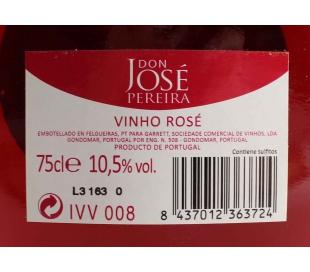 DON
JOSÉ
PEREIRA
VINHO ROSÉ
EMBOTELLADO EN FELGUEIRAS, PT PARA GARRETT, SOCIEDADE COMERCIAL DE VINHOS, LDA
GONDOMAR, PORTUGAL POR ENG. N. 908 - GONDOMAR, PORTUGAL
PRODUCTO DE PORTUGAL
Contiene sulfitos
75cl℮ 10,5% vol.
L3 163 0
IVV 008
8 437012 363724